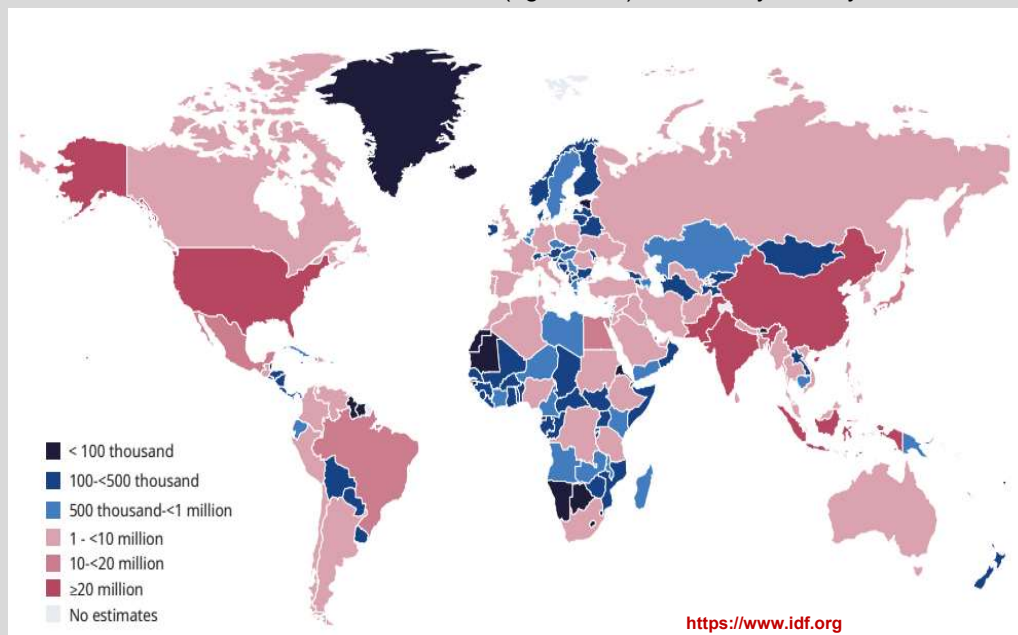 < 100 thousand
100-<500 thousand
500 thousand-<1 million
1 - <10 million
10-<20 million
≥20 million
No estimates
https://www.idf.org